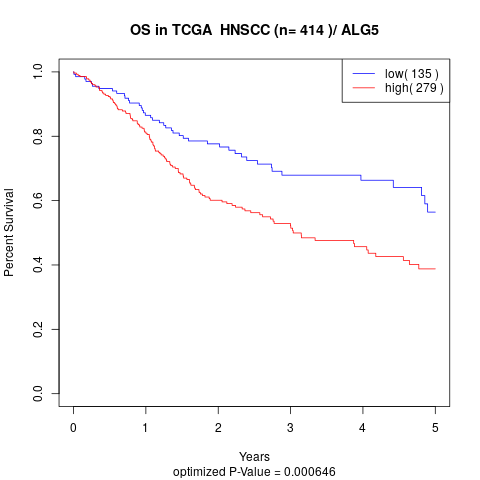 OS in TCGA HNSCC (n= 414 )/ ALG5
low( 135 )
high( 279 )
Percent Survival
1.0
0.8
0.6
0.4
0.2
0.0
0 1 2 3 4 5
Years
optimized P-Value = 0.000646